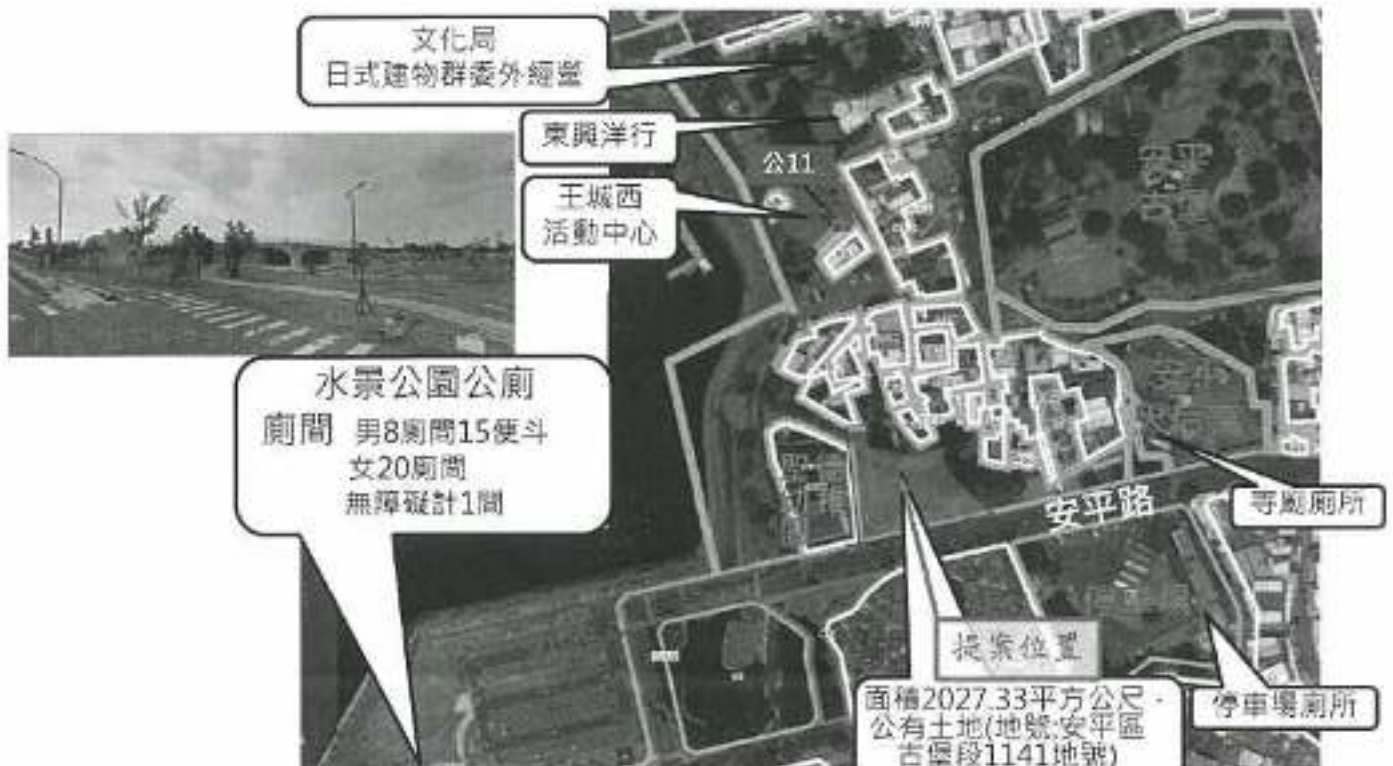 文化局
日式建物群委外經營
東興洋行
公11
王城西
活動中心
水景公園公廁
廁間 男8廁間15便斗
女20廁間
無障礙計1間
安平路
寺廟廁所
提案位置
面積2027.33平方公尺，
公有土地(地號:安平區
古堡段1141地號)
停車場廁所